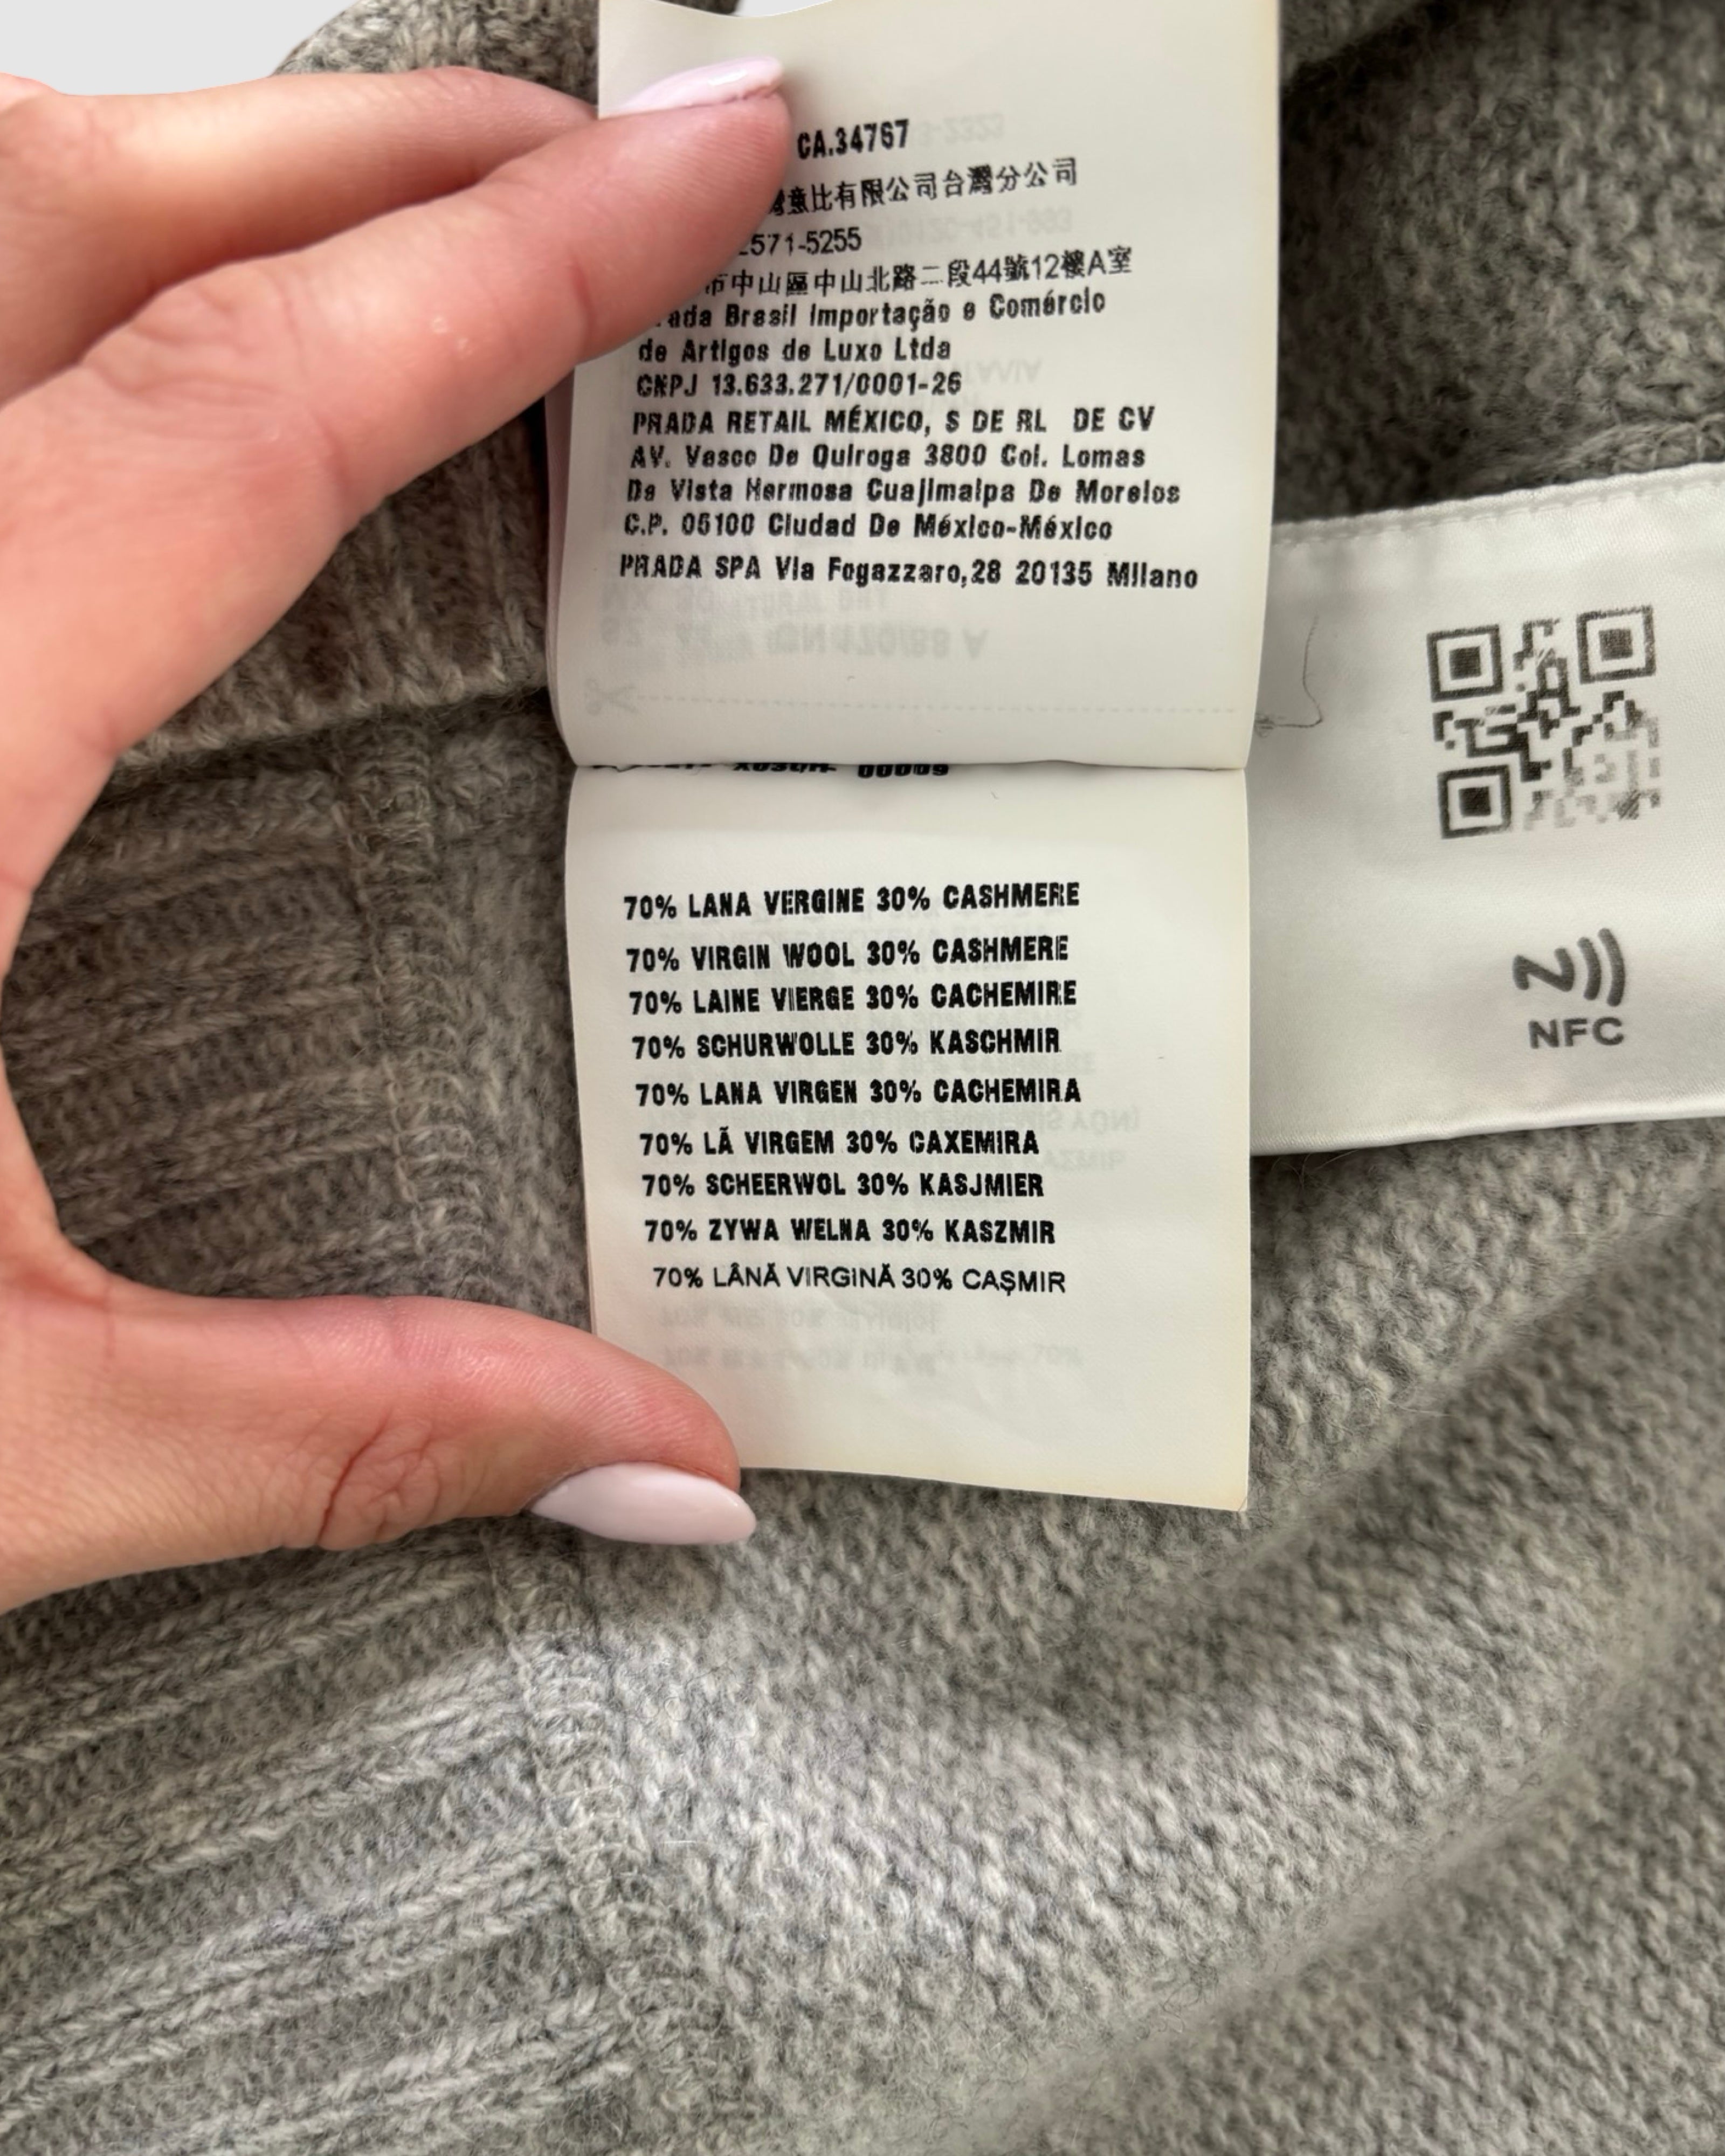 CA.34767
意比有限公司台灣分公司
571-5255
市中山區中山北路二段44號12樓A室
Brasil Importação e Comércio
de Artigos de Luxo Ltda
CNPJ 13.633.271/0001-26
PRADA RETAIL MÉXICO, S DE RL DE CV
AV. Vasco De Quiroga 3800 Col. Lomas
De Vista Hermosa Cuajimalpa De Morelos
C.P. 05100 Ciudad De México-México
PRADA SPA Via Fogazzaro,28 20135 Milano
70% LANA VERGINE 30% CASHMERE
70% VIRGIN WOOL 30% CASHMERE
70% LAINE VIERGE 30% CACHEMIRE
70% SCHURWOLLE 30% KASCHMIR
70% LANA VIRGEN 30% CACHEMIRA
70% LÃ VIRGEM 30% CAXEMIRA
70% SCHEERWOL 30% KASJMIER
70% ZYWA WELNA 30% KASZMIR
70% LÂNĂ VIRGINĂ 30% CAȘMIR
NFC